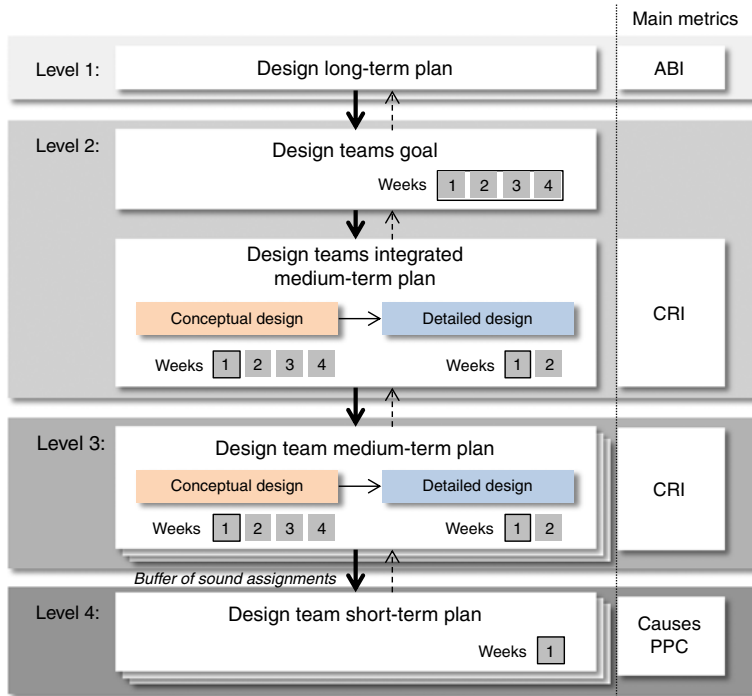 Main metrics
Level 1:
Design long-term plan
ABI
Level 2:
Design teams goal
Weeks 1 2 3 4
Design teams integrated
medium-term plan
Conceptual design
Detailed design
Weeks 1 2 3 4
Weeks 1 2
CRI
Level 3:
Design team medium-term plan
Conceptual design
Detailed design
Weeks 1 2 3 4
Weeks 1 2
CRI
Buffer of sound assignments
Level 4:
Design team short-term plan
Weeks 1
Causes
PPC